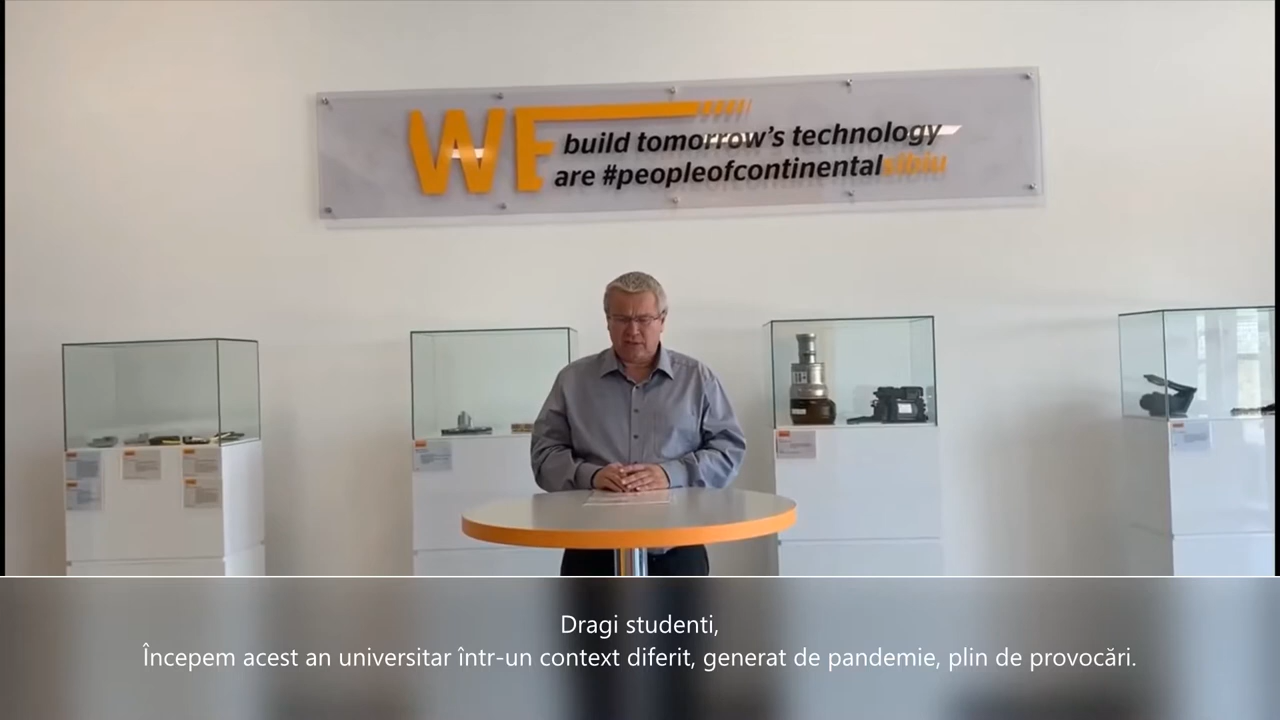 WE build tomorrow's technology
are #peopleofcontinentalsibiu
Dragi studenti,
Începem acest an universitar într-un context diferit, generat de pandemie, plin de provocări.